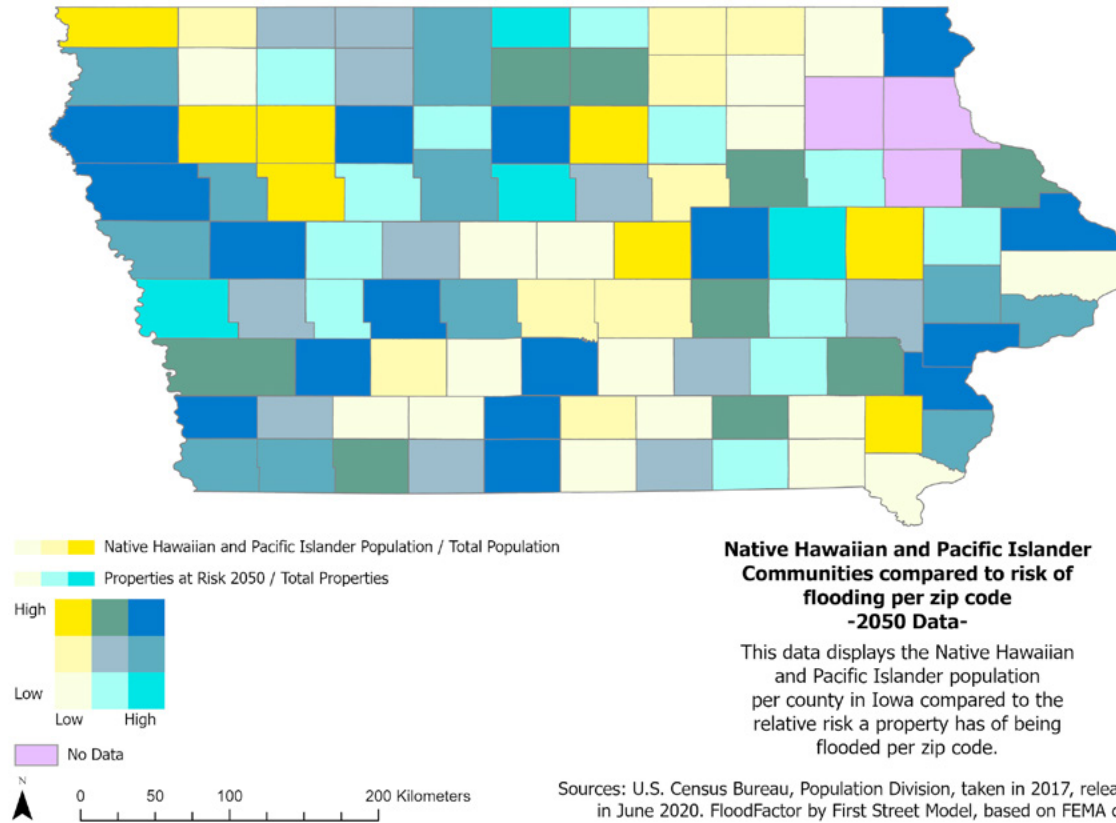 Native Hawaiian and Pacific Islander Population / Total Population
Properties at Risk 2050 / Total Properties
High
Low
Low High
No Data
N
0 50 100 200 Kilometers
Native Hawaiian and Pacific Islander
Communities compared to risk of
flooding per zip code
-2050 Data-
This data displays the Native Hawaiian
and Pacific Islander population
per county in Iowa compared to the
relative risk a property has of being
flooded per zip code.
Sources: U.S. Census Bureau, Population Division, taken in 2017,
in June 2020. FloodFactor by First Street Model, based on FEMA